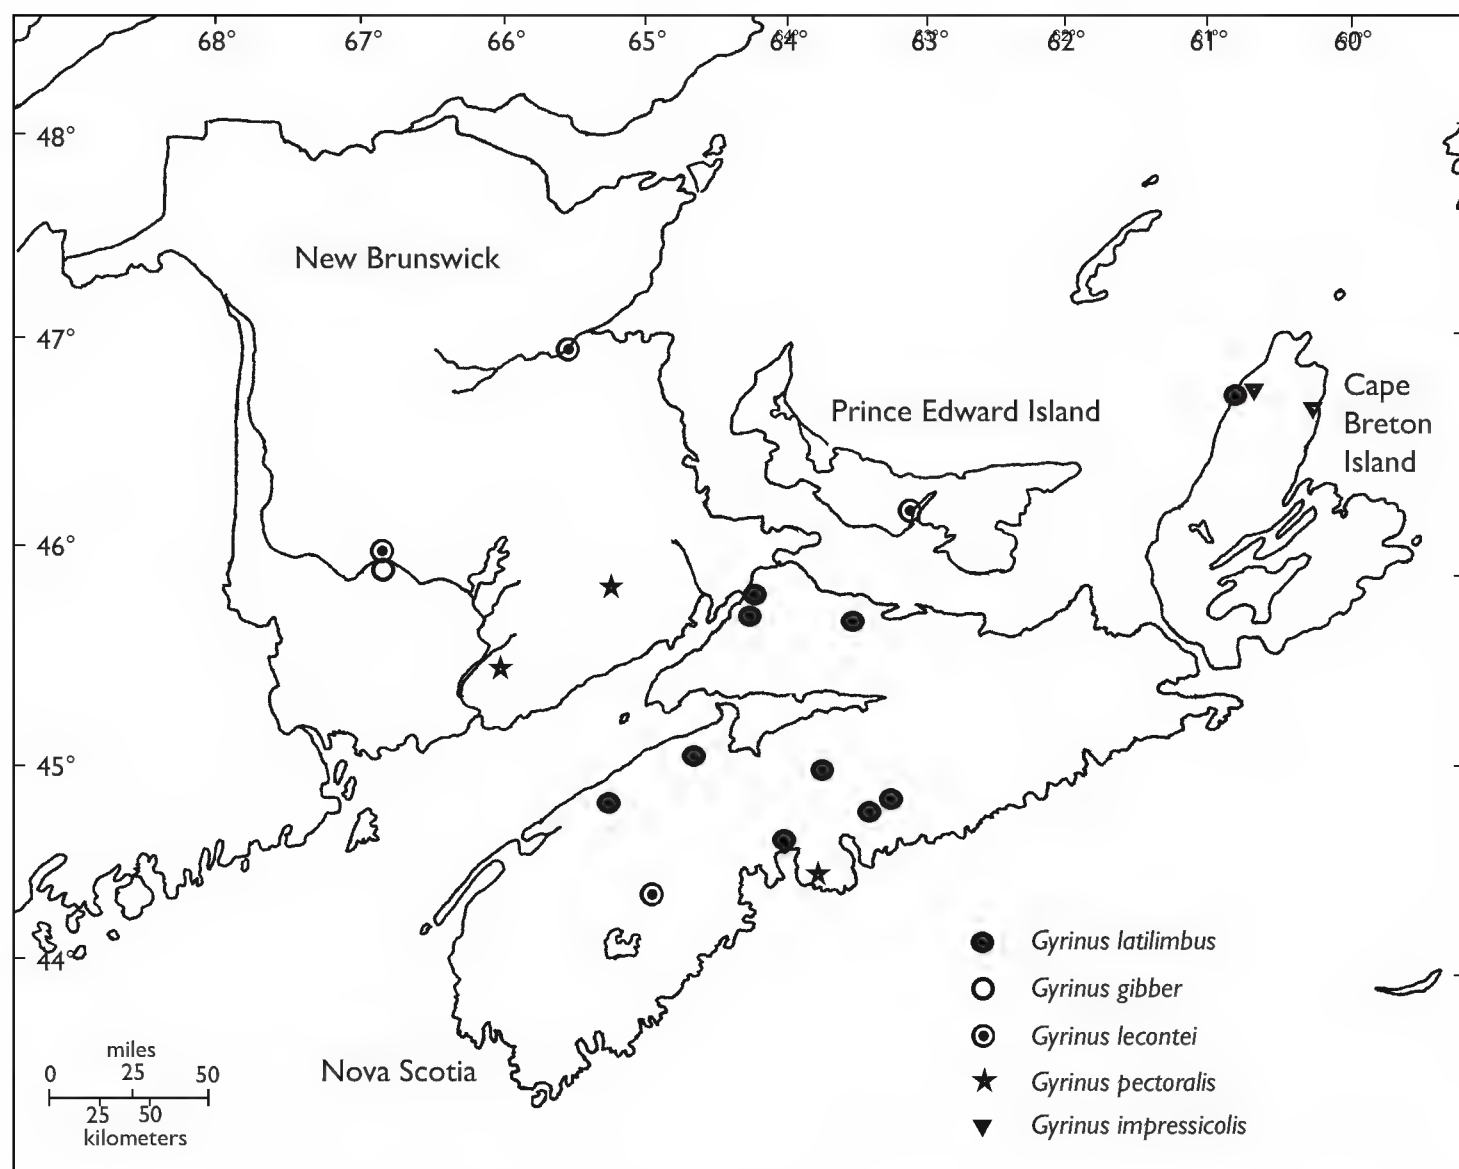 68° 67° 66° 65° 64° 63° 62° 61° 60°
48°
New Brunswick
47°
Prince Edward Island
Cape
Breton
Island
46°
45°
44°
Gyrinus latilimbus
Gyrinus gibber
Gyrinus lecontei
Gyrinus pectoralis
Gyrinus impressicolis
Nova Scotia
miles
0 25 50
25 50
kilometers